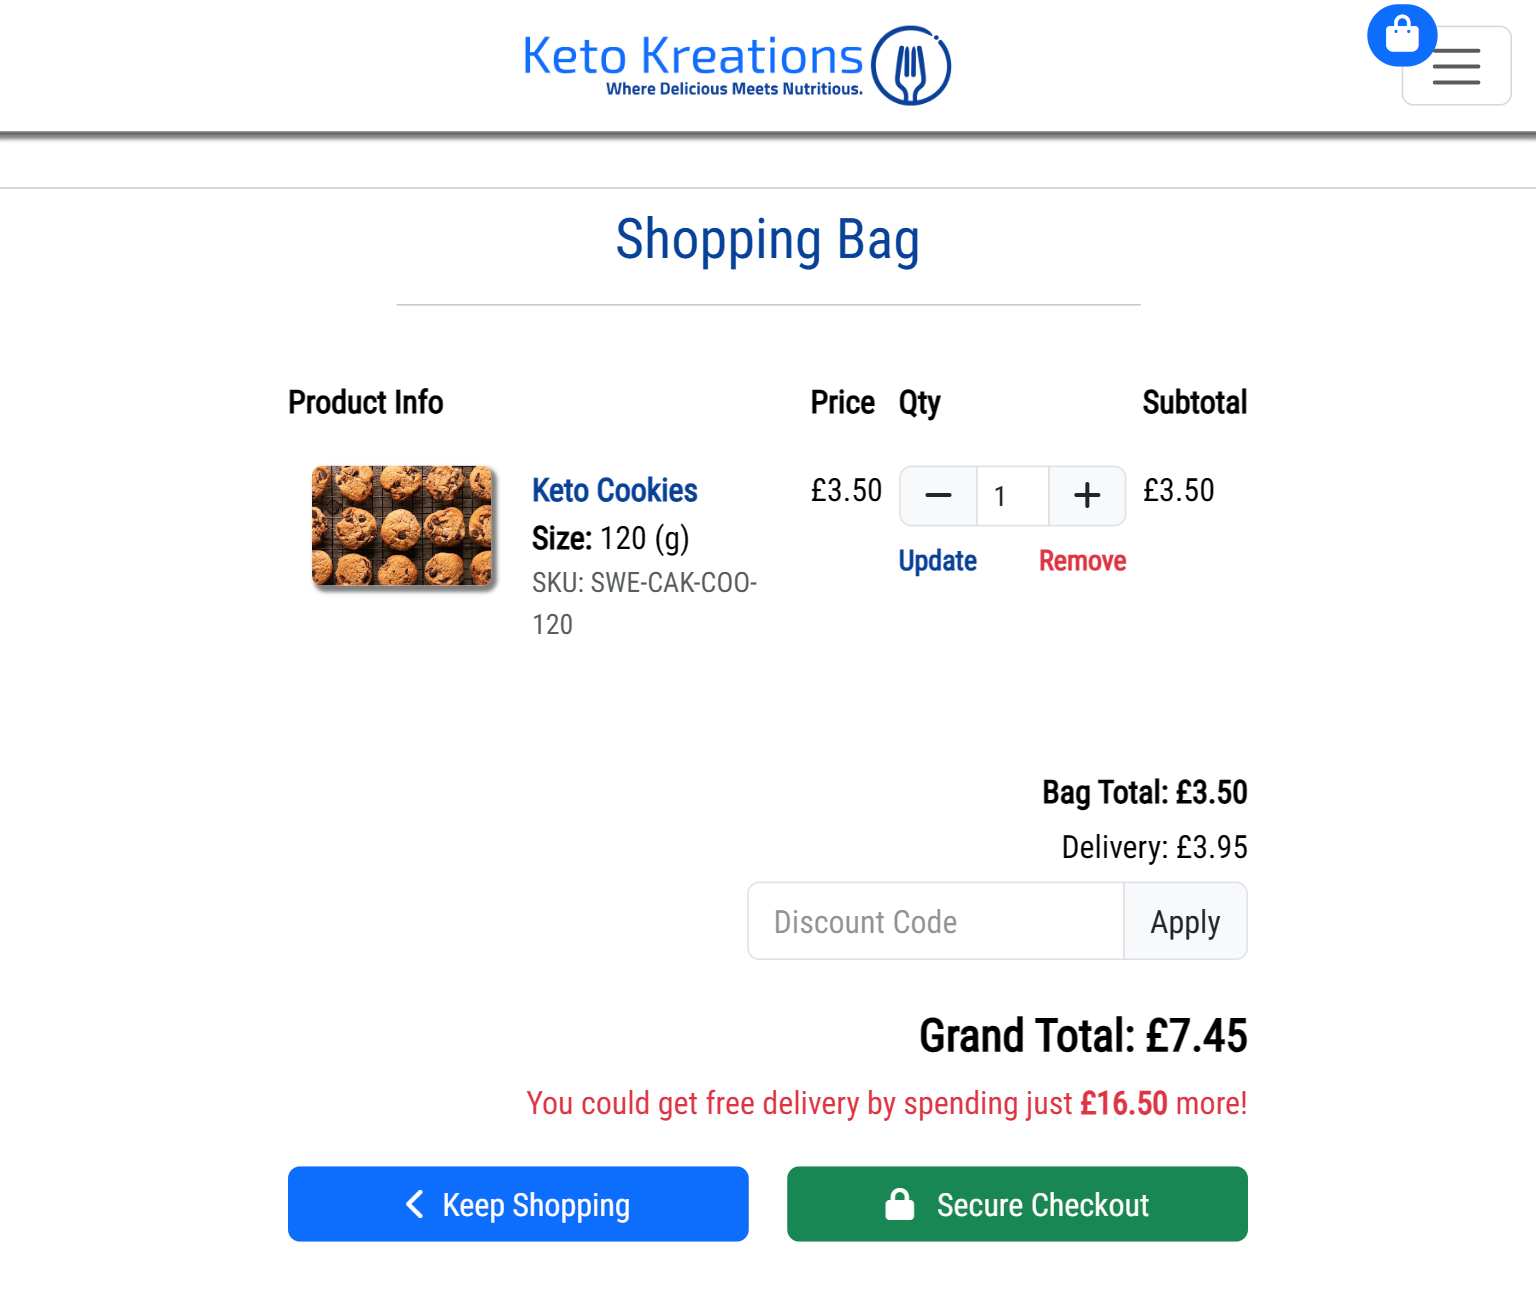 Keto Kreations
Where Delicious Meets Nutritious.
Shopping Bag
Product Info Price Qty Subtotal
Keto Cookies £3.50 1 £3.50
Size: 120 (g)
Update Remove
SKU: SWE-CAK-COO-
120
Bag Total: £3.50
Delivery: £3.95
Discount Code Apply
Grand Total: £7.45
You could get free delivery by spending just £16.50 more!
Keep Shopping Secure Checkout